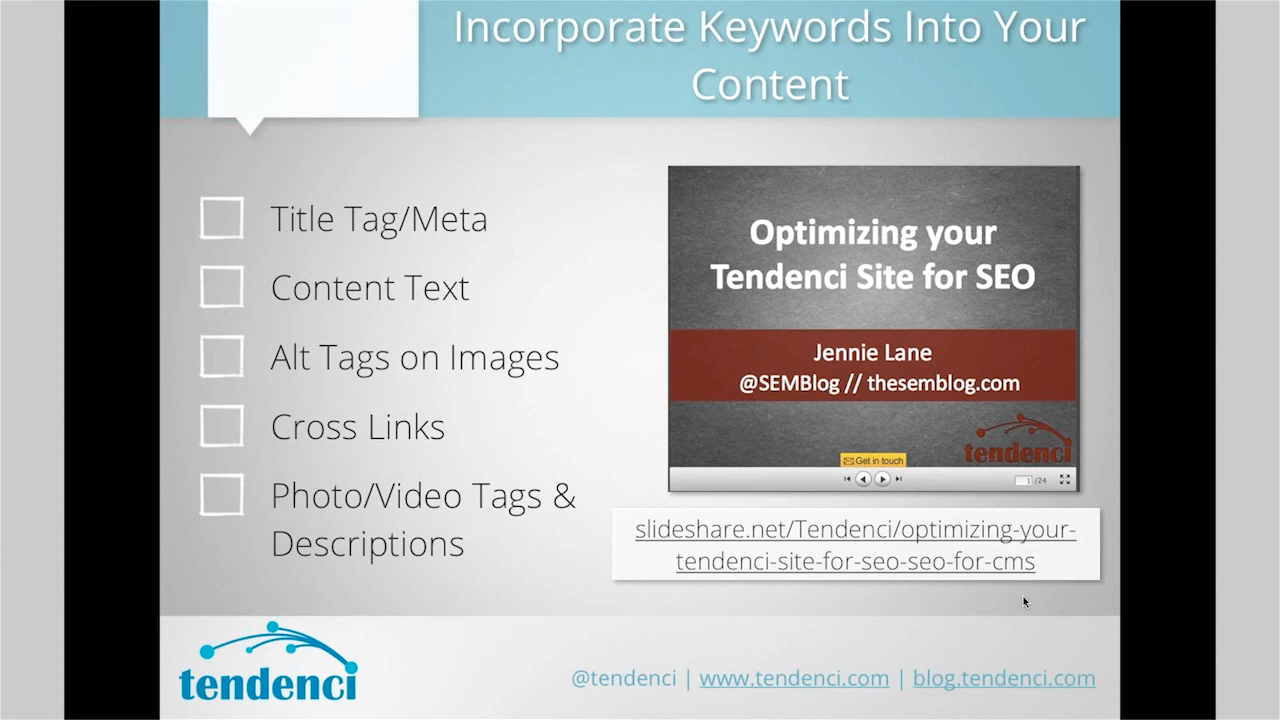 Incorporate Keywords Into Your
Content
Title Tag/Meta
Content Text
Alt Tags on Images
Cross Links
Photo/Video Tags &
Descriptions
Optimizing your
Tendenci Site for SEO
Jennie Lane
@SEMBlog // thesemblog.com
tendenci
Get in touch
1 /24
slideshare.net/Tendenci/optimizing-your-
tendenci-site-for-seo-seo-for-cms
tendenci
@tendenci | www.tendenci.com | blog.tendenci.com